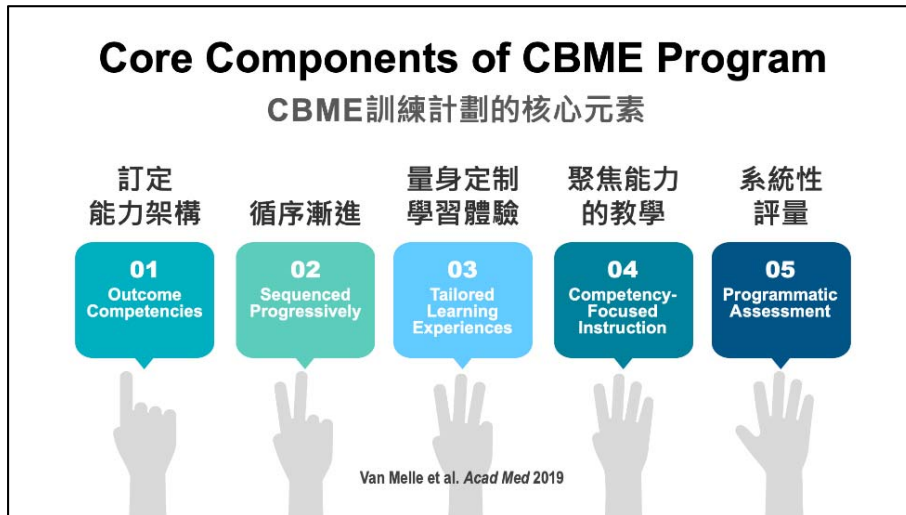 Core Components of CBME Program
CBME訓練計劃的核心元素
訂定
能力架構
01
Outcome
Competencies
循序漸進
02
Sequenced
Progressively
量身定制
學習體驗
03
Tailored
Learning
Experiences
聚焦能力
的教學
04
Competency-
Focused
Instruction
系統性
評量
05
Programmatic
Assessment
Van Melle et al. Acad Med 2019